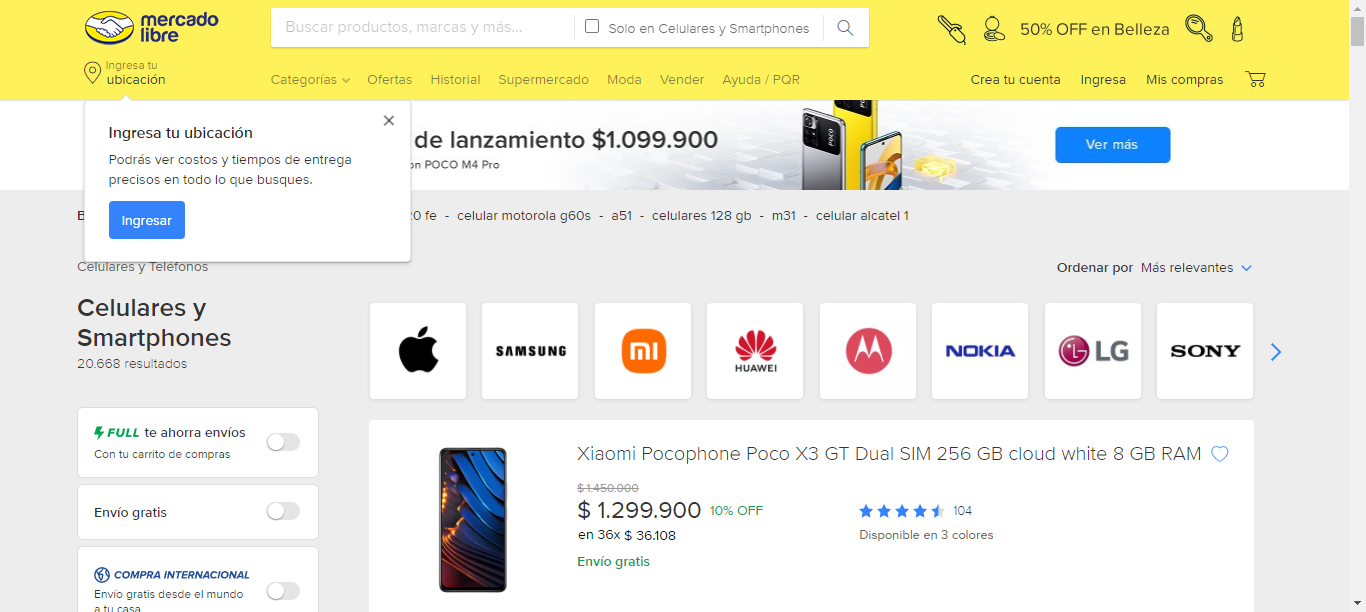 mercado
libre
Buscar productos, marcas y más...
Solo en Celulares y Smartphones
50% OFF en Belleza
Ingresa tu
ubicación
Categorías
Ofertas
Historial
Supermercado
Moda
Vender
Ayuda / PQR
Crea tu cuenta
Ingresa
Mis compras
Ingresa tu ubicación
Podrás ver costos y tiempos de entrega
precisos en todo lo que busques.
Ingresar
de lanzamiento $1.099.900
POCO M4 Pro
POCO
Ver más
fe - celular motorola g60s - a51 - celulares 128 gb - m31 - celular alcatel 1
Celulares y Teléfonos
Ordenar por Más relevantes
Celulares y
Smartphones
20.668 resultados
SAMSUNG
mi
HUAWEI
NOKIA
LG
SONY
FULL te ahorra envíos
Con tu carrito de compras
Envío gratis
COMPRA INTERNACIONAL
Envío gratis desde el mundo
a tu casa
Xiaomi Pocophone Poco X3 GT Dual SIM 256 GB cloud white 8 GB RAM
$ 1.450.000
$ 1.299.900 10% OFF
en 36x $ 36.108
Envío gratis
104
Disponible en 3 colores